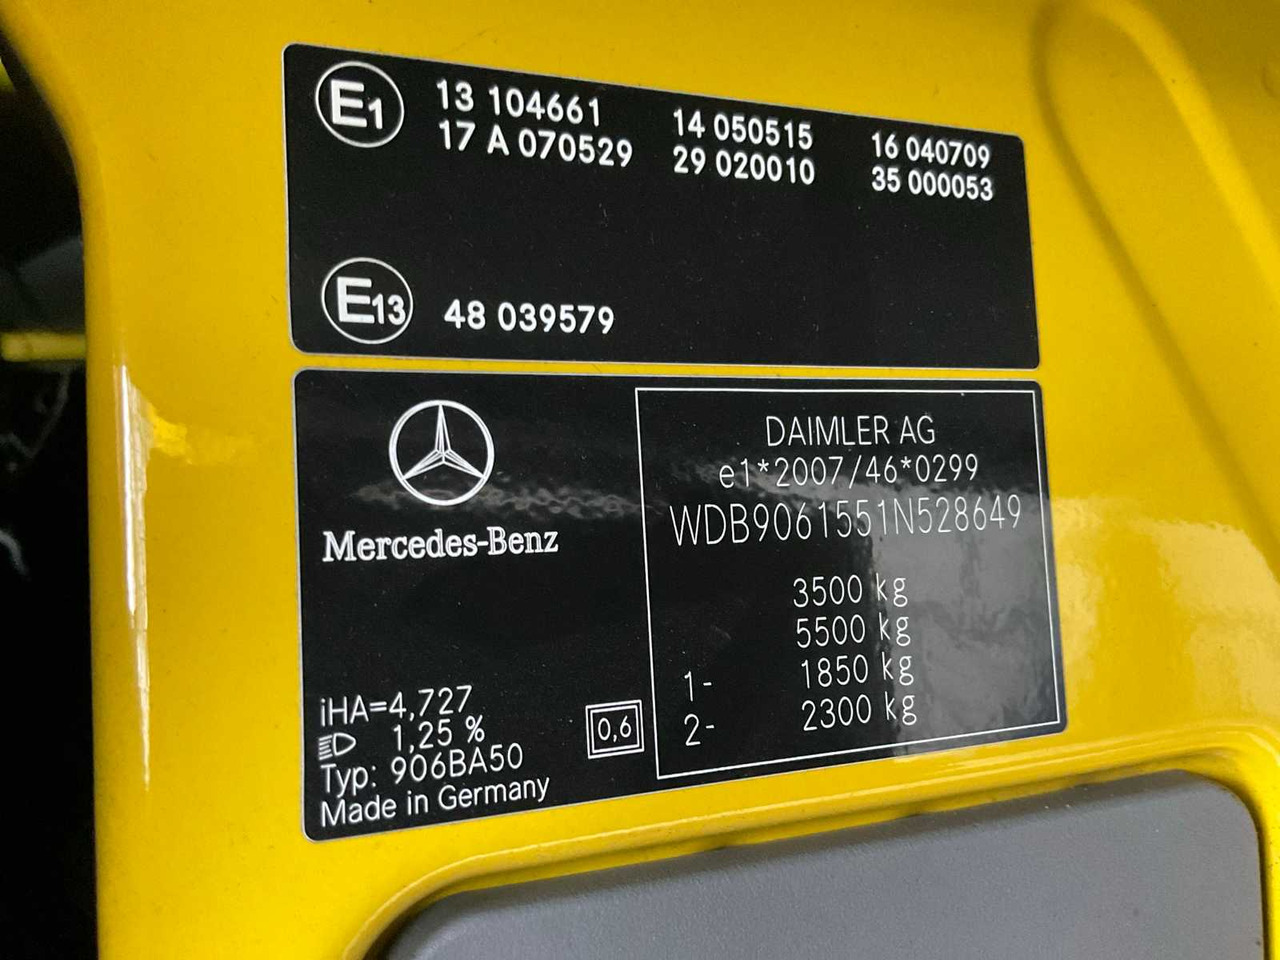 E1 13 104661 14 050515 16 040709
17 A 070529 29 020010 35 000053
E13 48 039579
Mercedes-Benz
DAIMLER AG
e1*2007/46*0299
WDB9061551N528649
3500 kg
5500 kg
1- 1850 kg
2- 2300 kg
iHA=4,727
1,25 %
Typ: 906BA50
Made in Germany
0,6